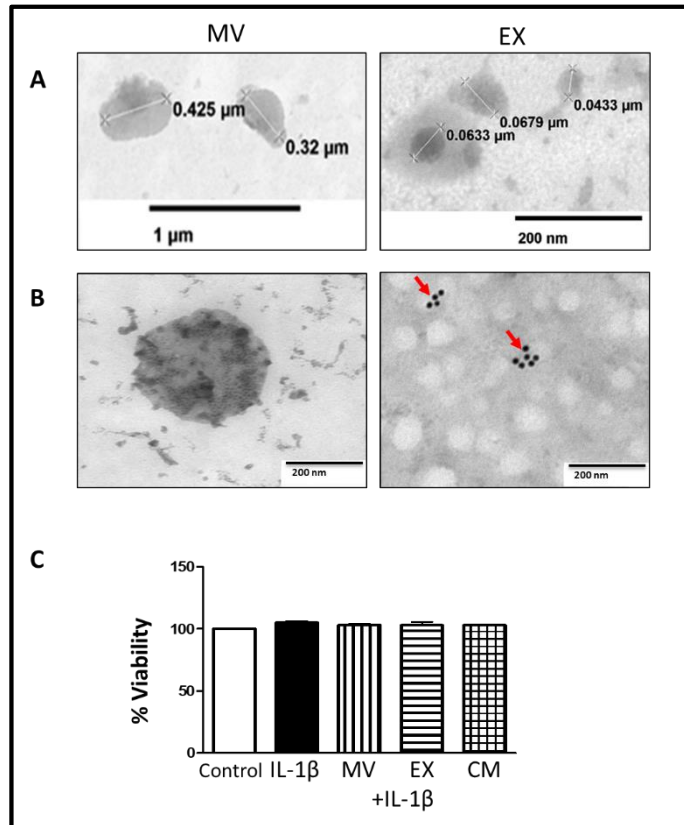 MV EX
A
0.425 µm
0.32 µm
1 µm
0.0433 µm
0.0679 µm
0.0633 µm
200 nm
B
200 nm
200 nm
C
% Viability
150
100
50
0
Control IL-1β MV EX CM
+IL-1β